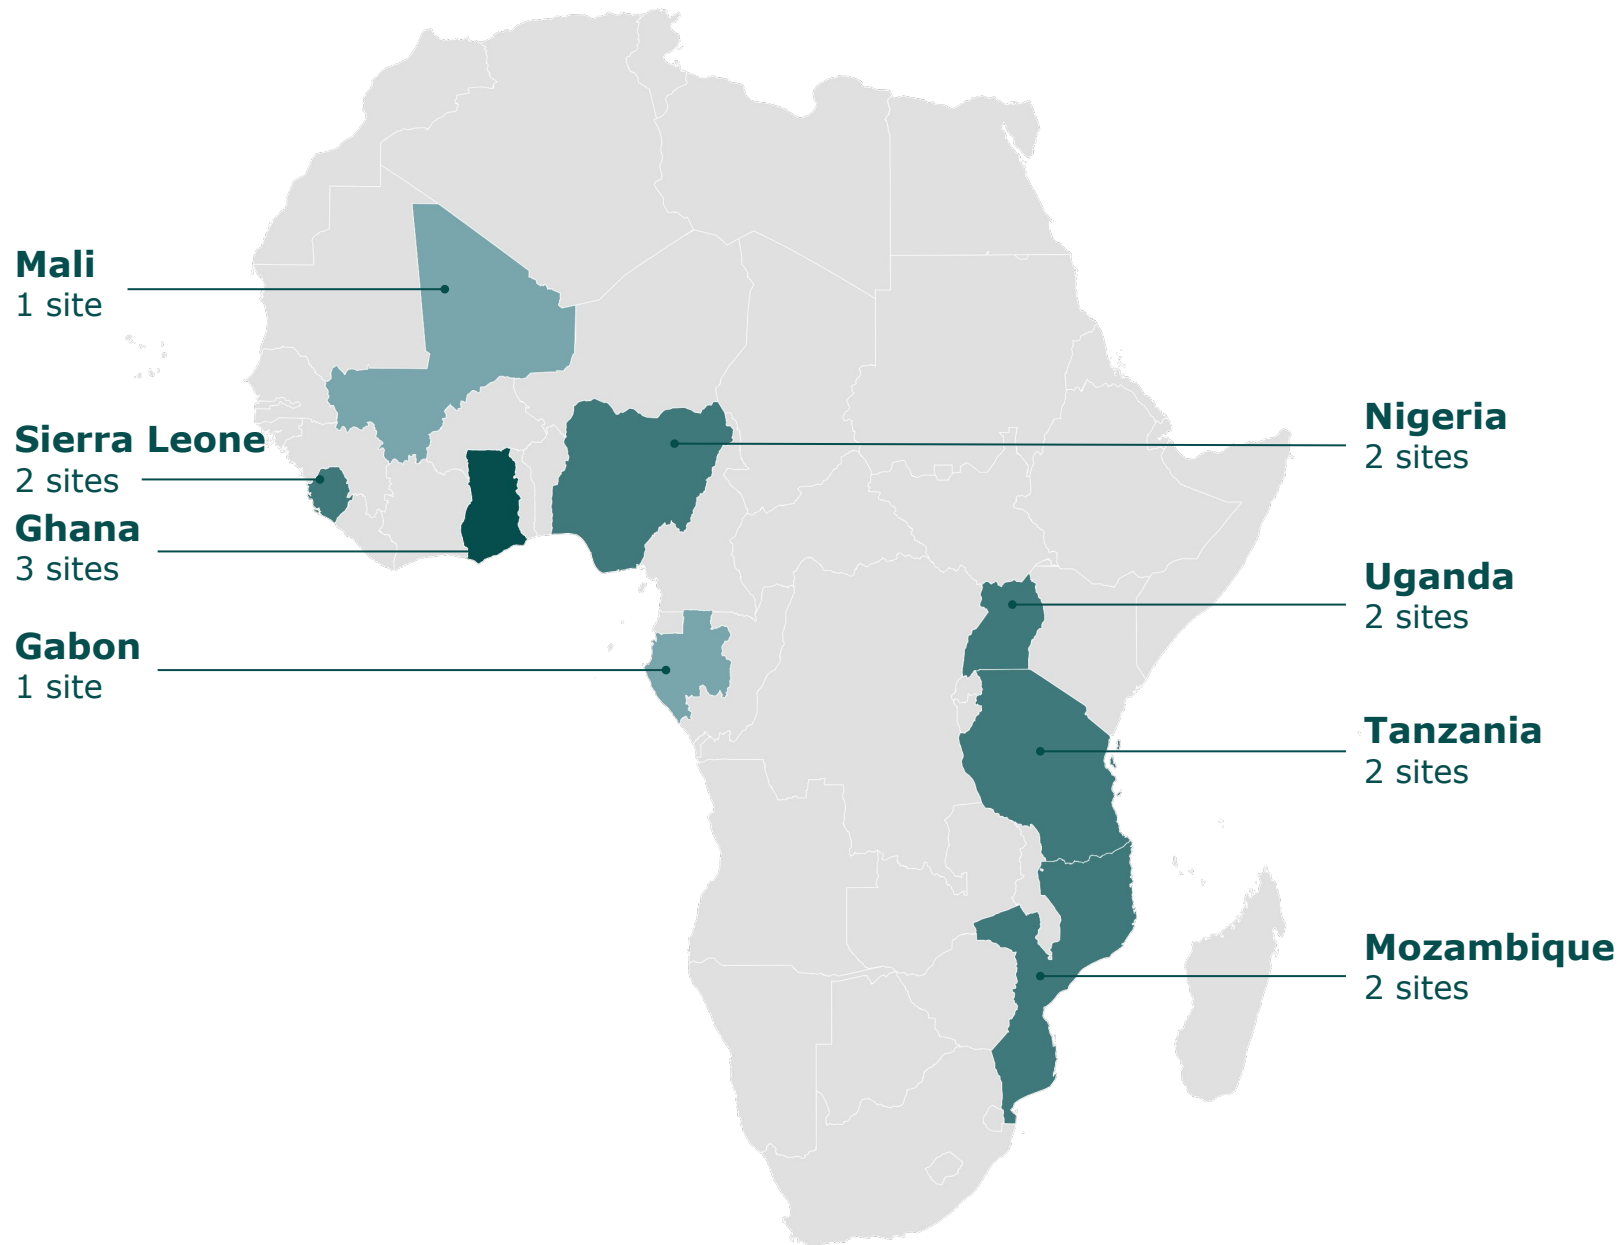 Mali
1 site
Sierra Leone
2 sites
Ghana
3 sites
Gabon
1 site
Nigeria
2 sites
Uganda
2 sites
Tanzania
2 sites
Mozambique
2 sites